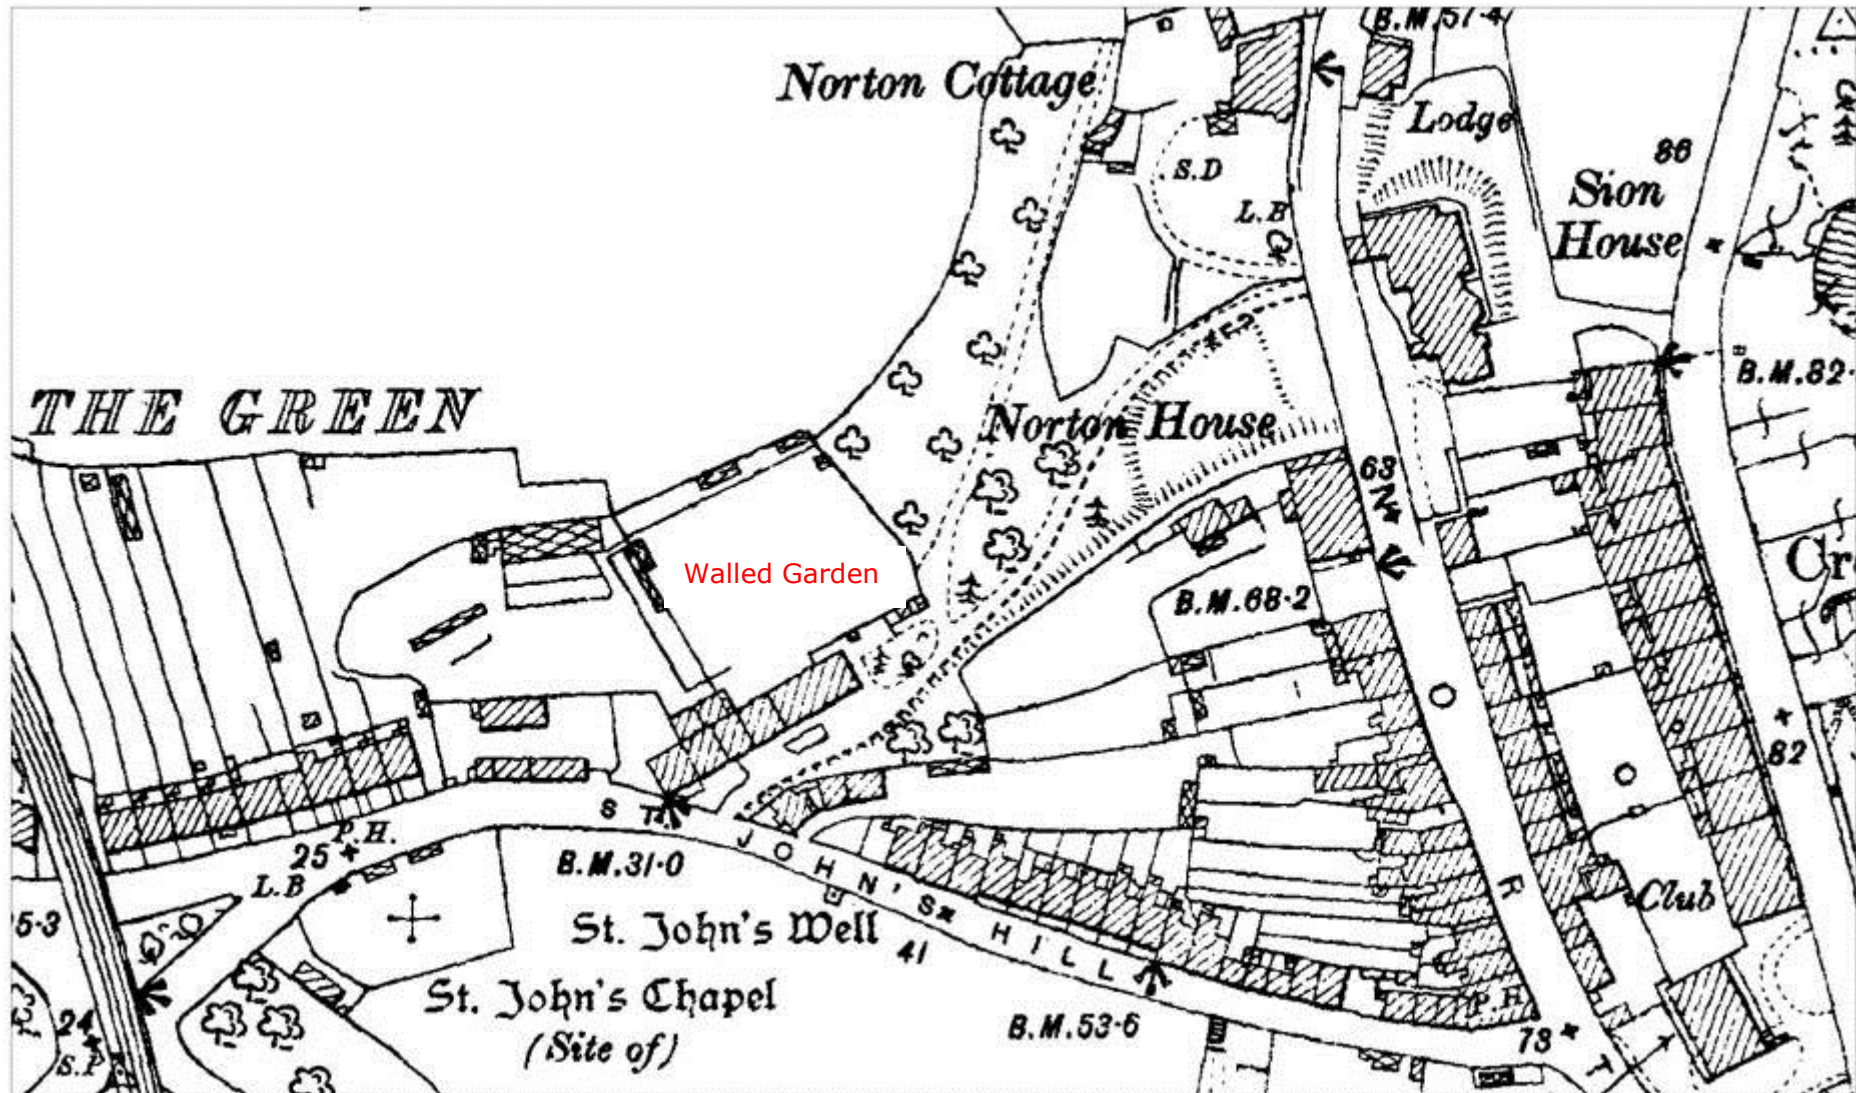 B.M.57.4
Norton Cottage
Lodge
86
S.D
L.B
Sion
House
B.M.82.
THE GREEN
Norton House
63
Walled Garden
B.M.68.2
82
P.H.
25
L.B
B.M.31.0
ST. JOHN'S HILL
Club
5.3
St. John's Well
41
St. John's Chapel
(Site of)
P.H.
24
S.P
B.M.53.6
73
N
O
R
T